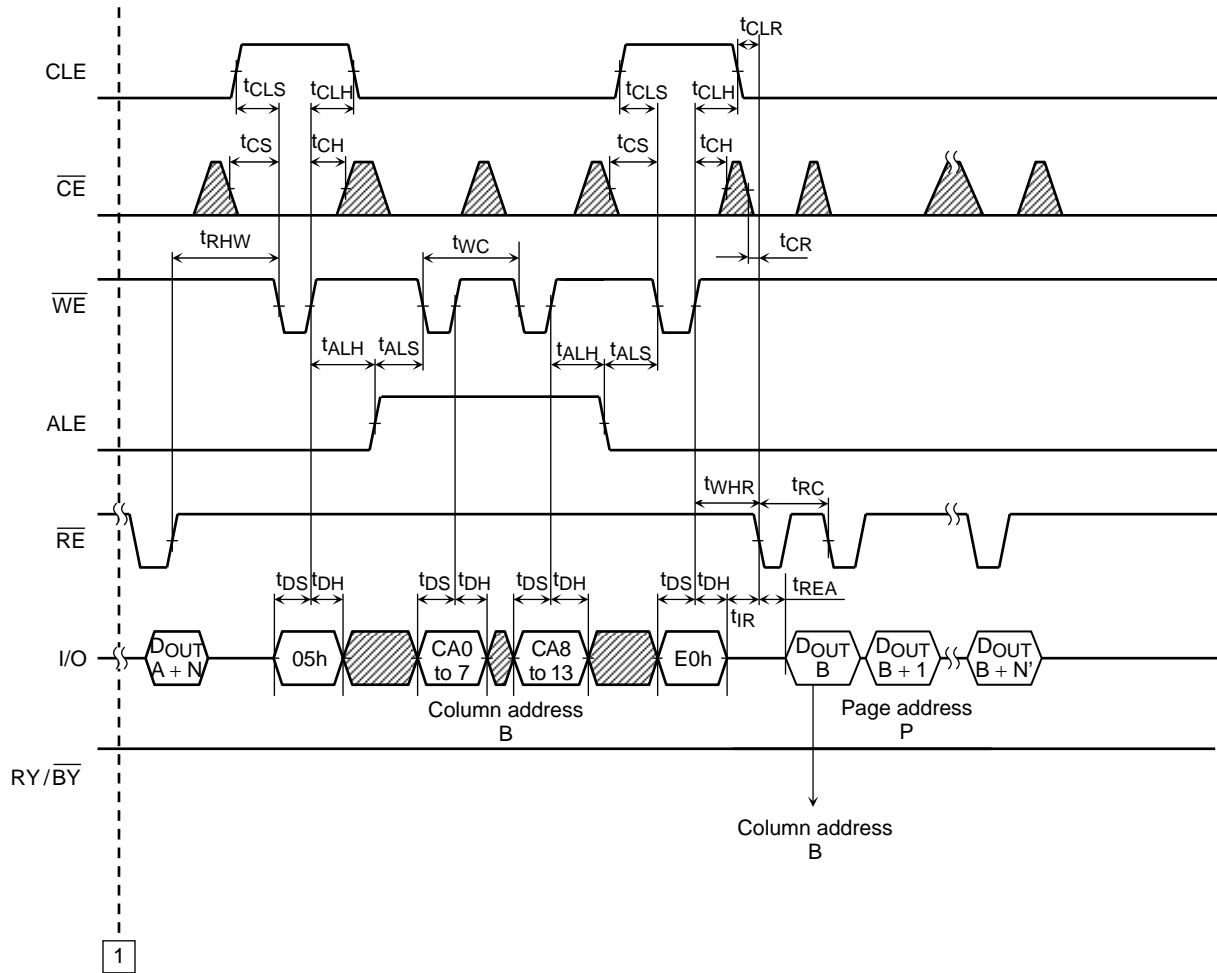 tCLR
CLE
tCLS
tCLH
tCLS
tCLH
tCS
tCH
tCS
tCH
CE
tCR
tRHW
tWC
WE
tALH
tALS
tALH
tALS
ALE
tWHR
tRC
RE
tDS
tDH
tDS
tDH
tDS
tDH
tDS
tDH
tIR
tREA
I/O
DOUT
A + N
05h
CA0
to 7
CA8
to 13
E0h
DOUT
B
DOUT
B + 1
DOUT
B + N’
Column address
B
Page address
P
RY/BY
Column address
B
1